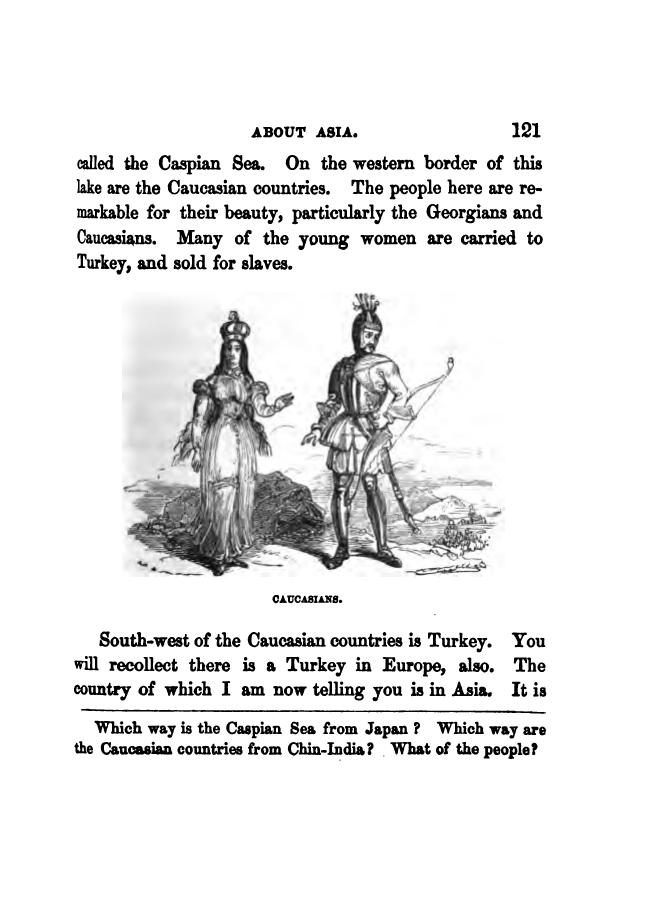 ABOUT ASIA. 121
called the Caspian Sea. On the western border of this
lake are the Caucasian countries. The people here are re-
markable for their beauty, particularly the Georgians and
Caucasians. Many of the young women are carried to
Turkey, and sold for slaves.
CAUCASIANS.
South-west of the Caucasian countries is Turkey. You
will recollect there is a Turkey in Europe, also. The
country of which I am now telling you is in Asia. It is
Which way is the Caspian Sea from Japan? Which way are
the Caucasian countries from Chin-India? What of the people?